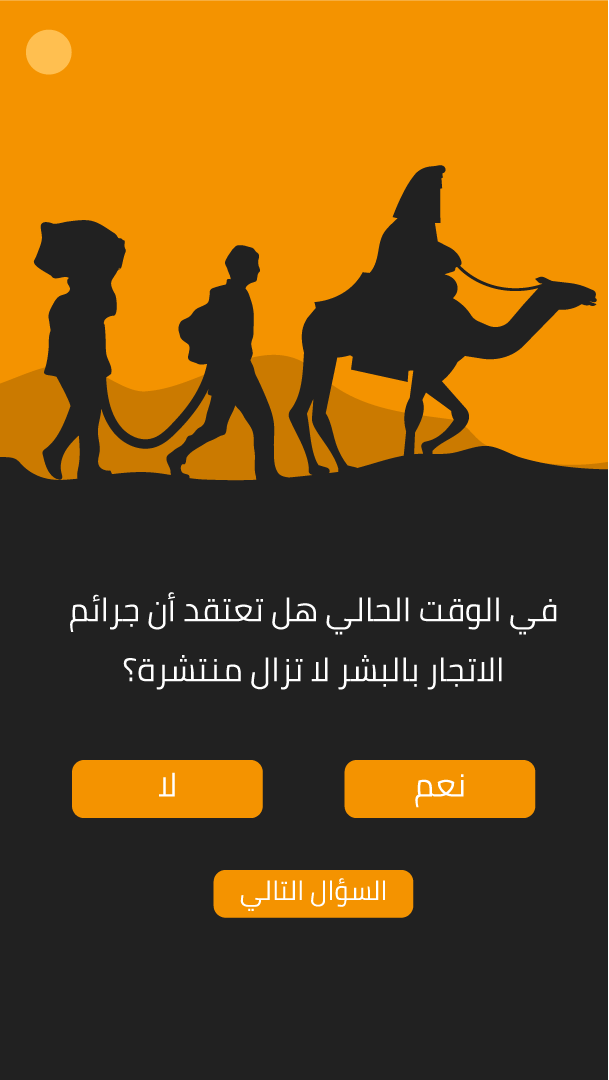 في الوقت الحالي هل تعتقد أن جرائم
الاتجار بالبشر لا تزال منتشرة؟
نعم
لا
السؤال التالي